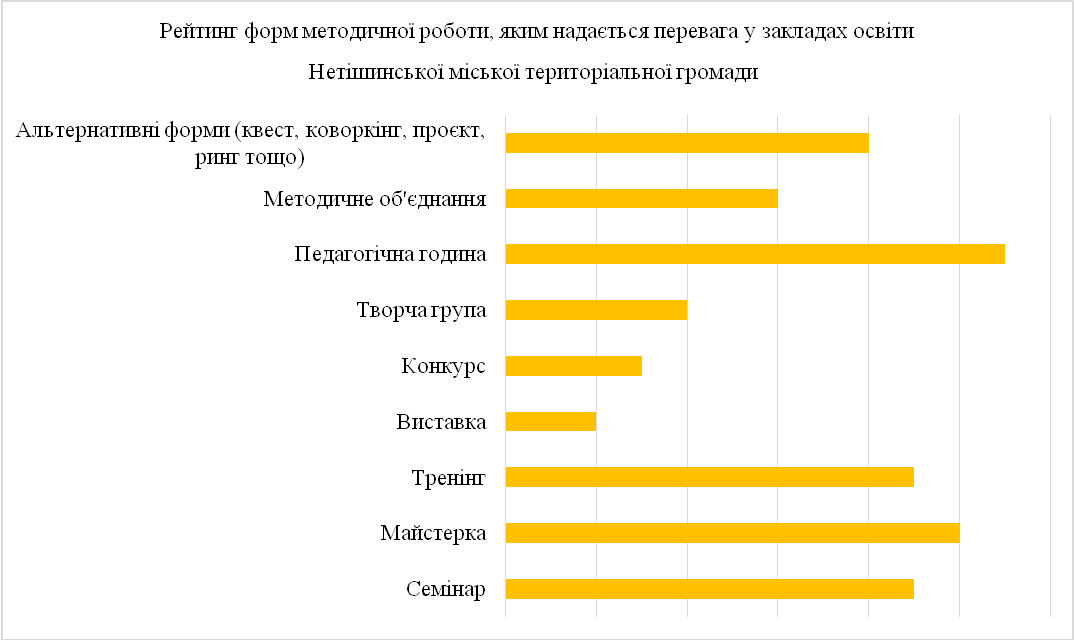 Рейтинг форм методичної роботи, яким надається перевага у закладах освіти
Нетішинської міської територіальної громади
Альтернативні форми (квест, коворкінг, проєкт,
ринг тощо)
Методичне об'єднання
Педагогічна година
Творча група
Конкурс
Виставка
Тренінг
Майстерка
Семінар